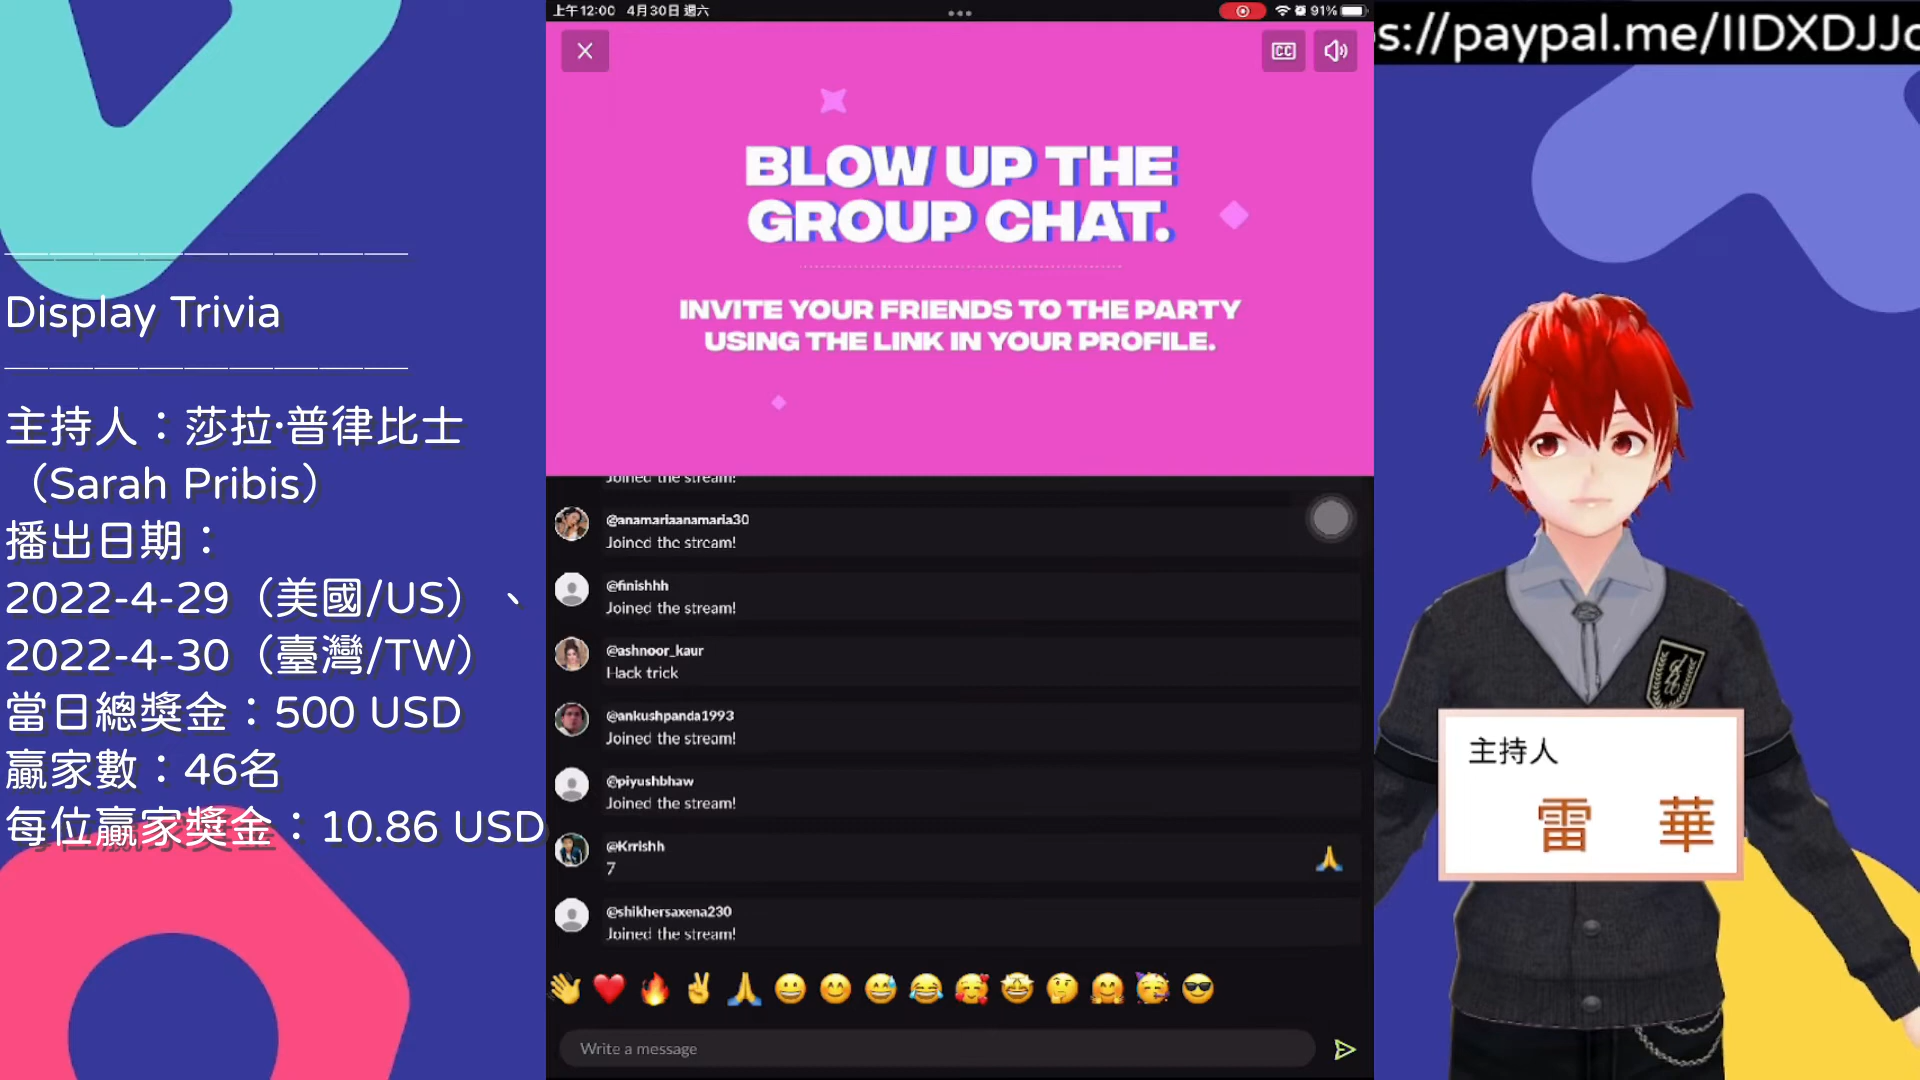 Display Trivia
主持人：莎拉·普律比士
（Sarah Pribis）
播出日期：
2022-4-29（美國/US）、
2022-4-30（臺灣/TW）
當日總獎金：500 USD
贏家數：46名
每位贏家獎金：10.86 USD
上午12:00 4月30日 週六
91%
CC
BLOW UP THE
GROUP CHAT.
INVITE YOUR FRIENDS TO THE PARTY
USING THE LINK IN YOUR PROFILE.
Joined the stream!
@anamariaanamaria30
Joined the stream!
@finishhh
Joined the stream!
@ashnoor_kaur
Hack trick
@ankushpanda1993
Joined the stream!
@piyushbhaw
Joined the stream!
@Krrishh
7
@shikhersaxena230
Joined the stream!
Write a message
s://paypal.me/IIDXDJJo
主持人
雷 華